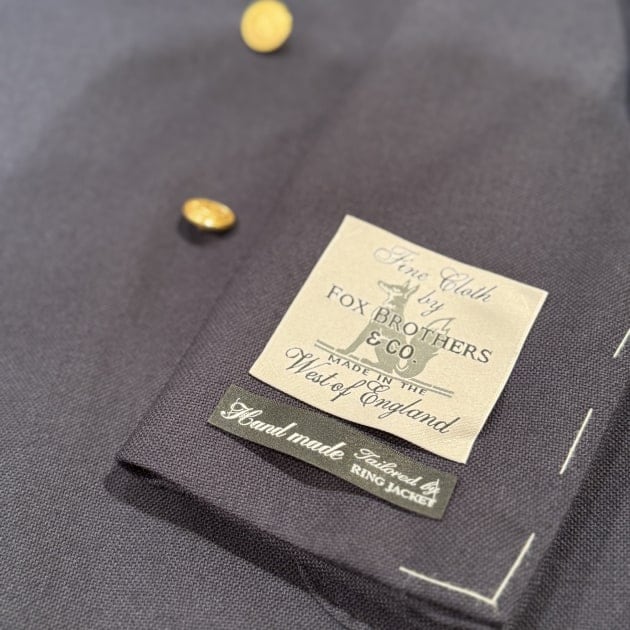 Fine Cloth
by
FOX BROTHERS
& CO.
MADE IN THE
West of England
Hand made
Tailored by
RING JACKET